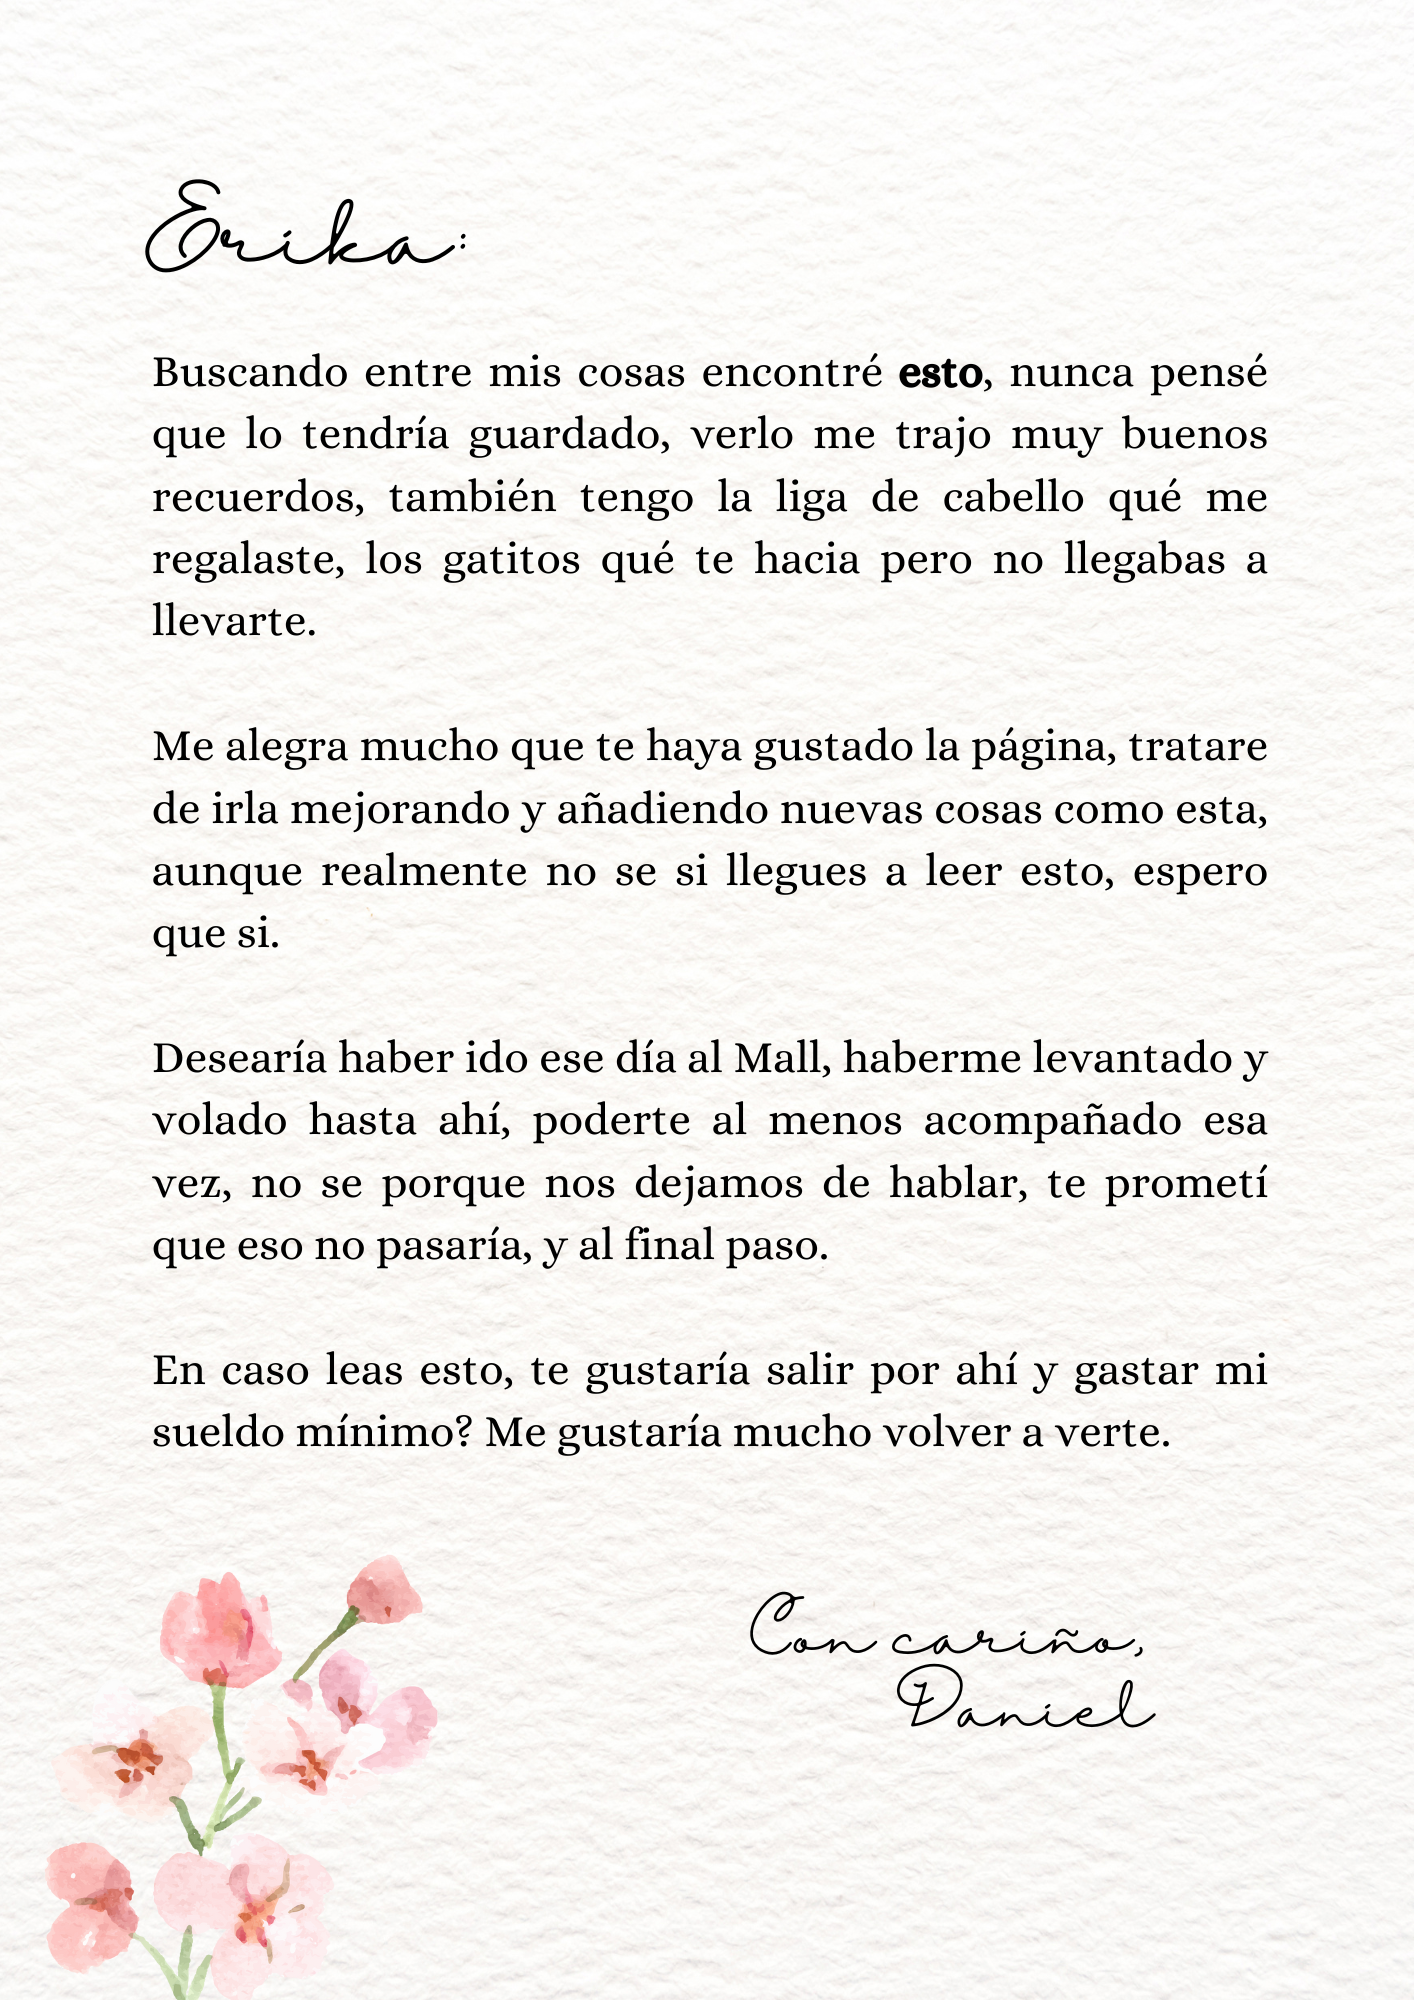 Erika:
Buscando entre mis cosas encontré esto, nunca pensé
que lo tendría guardado, verlo me trajo muy buenos
recuerdos, también tengo la liga de cabello qué me
regalaste, los gatitos qué te hacia pero no llegabas a
llevarte.
Me alegra mucho que te haya gustado la página, tratare
de irla mejorando y añadiendo nuevas cosas como esta,
aunque realmente no se si llegues a leer esto, espero
que si.
Desearía haber ido ese día al Mall, haberme levantado y
volado hasta ahí, poderte al menos acompañado esa
vez, no se porque nos dejamos de hablar, te prometí
que eso no pasaría, y al final paso.
En caso leas esto, te gustaría salir por ahí y gastar mi
sueldo mínimo? Me gustaría mucho volver a verte.
Con cariño,
Daniel